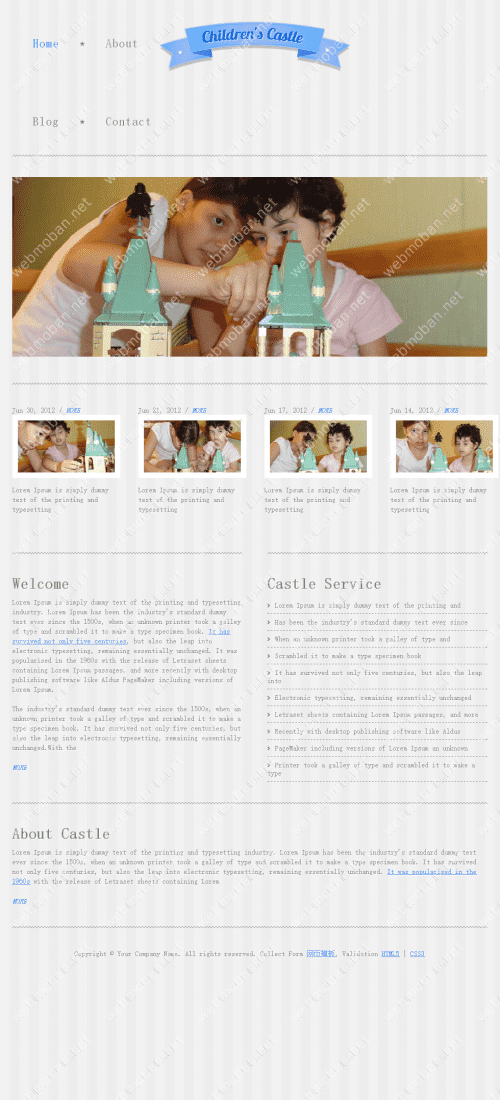 Children's Castle
Home * About
Blog * Contact
Jun 30, 2012 / MORE
Jun 21, 2012 / MORE
Jun 17, 2012 / MORE
Jun 14, 2012 / MORE
Lorem Ipsum is simply dummy
text of the printing and
typesetting
Lorem Ipsum is simply dummy
text of the printing and
typesetting
Lorem Ipsum is simply dummy
text of the printing and
typesetting
Lorem Ipsum is simply dummy
text of the printing and
typesetting
Welcome
Lorem Ipsum is simply dummy text of the printing and typesetting
industry. Lorem Ipsum has been the industry's standard dummy
text ever since the 1500s, when an unknown printer took a galley
of type and scrambled it to make a type specimen book. It has
survived not only five centuries, but also the leap into
electronic typesetting, remaining essentially unchanged. It was
popularised in the 1960s with the release of Letraset sheets
containing Lorem Ipsum passages, and more recently with desktop
publishing software like Aldus PageMaker including versions of
Lorem Ipsum.
The industry's standard dummy text ever since the 1500s, when an
unknown printer took a galley of type and scrambled it to make a
type specimen book. It has survived not only five centuries, but
also the leap into electronic typesetting, remaining essentially
unchanged.With the
MORE
Castle Service
Lorem Ipsum is simply dummy text of the printing and
Has been the industry's standard dummy text ever since
When an unknown printer took a galley of type and
Scrambled it to make a type specimen book
It has survived not only five centuries, but also the leap
into
Electronic typesetting, remaining essentially unchanged
Letraset sheets containing Lorem Ipsum passages, and more
Recently with desktop publishing software like Aldus
PageMaker including versions of Lorem Ipsum an unknown
Printer took a galley of type and scrambled it to make a
type
About Castle
Lorem Ipsum is simply dummy text of the printing and typesetting industry. Lorem Ipsum has been the industry's standard dummy text
ever since the 1500s, when an unknown printer took a galley of type and scrambled it to make a type specimen book. It has survived
not only five centuries, but also the leap into electronic typesetting, remaining essentially unchanged. It was popularised in the
1960s with the release of Letraset sheets containing Lorem
MORE
Copyright © Your Company Name. All rights reserved. Collect Form 网页模板. Validation HTML5 | CSS3
webmoban.net